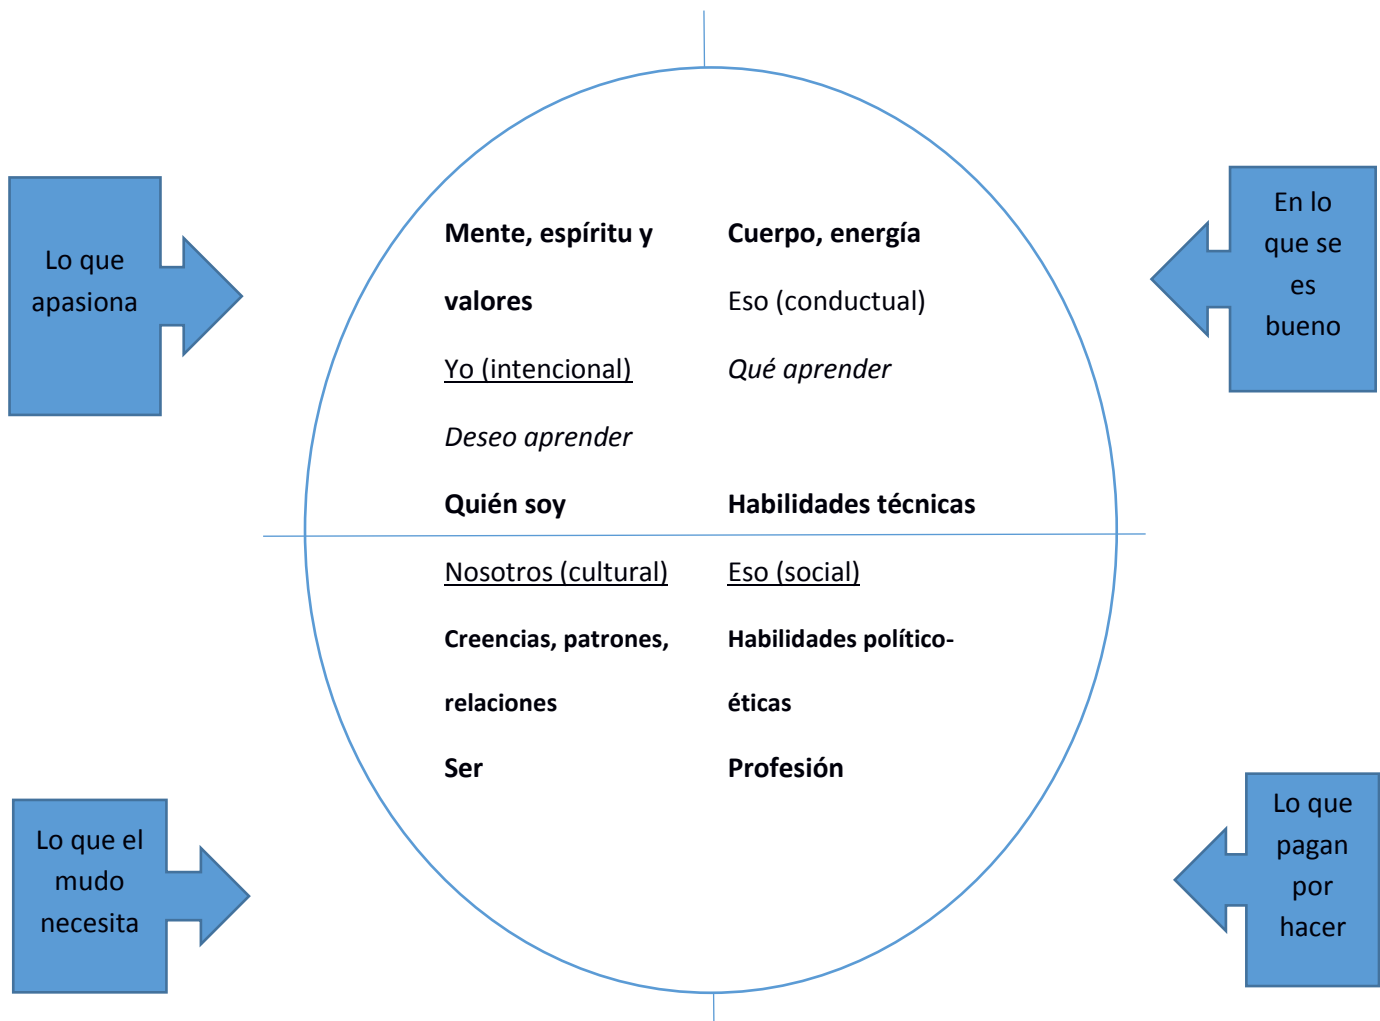 Lo que
apasiona
Mente, espíritu y
valores
Yo (intencional)
Deseo aprender
Quién soy
Cuerpo, energía
Eso (conductual)
Qué aprender
Habilidades técnicas
En lo
que se
es
bueno
Lo que el
mudo
necesita
Nosotros (cultural)
Creencias, patrones,
relaciones
Ser
Eso (social)
Habilidades político-
éticas
Profesión
Lo que
pagan
por
hacer